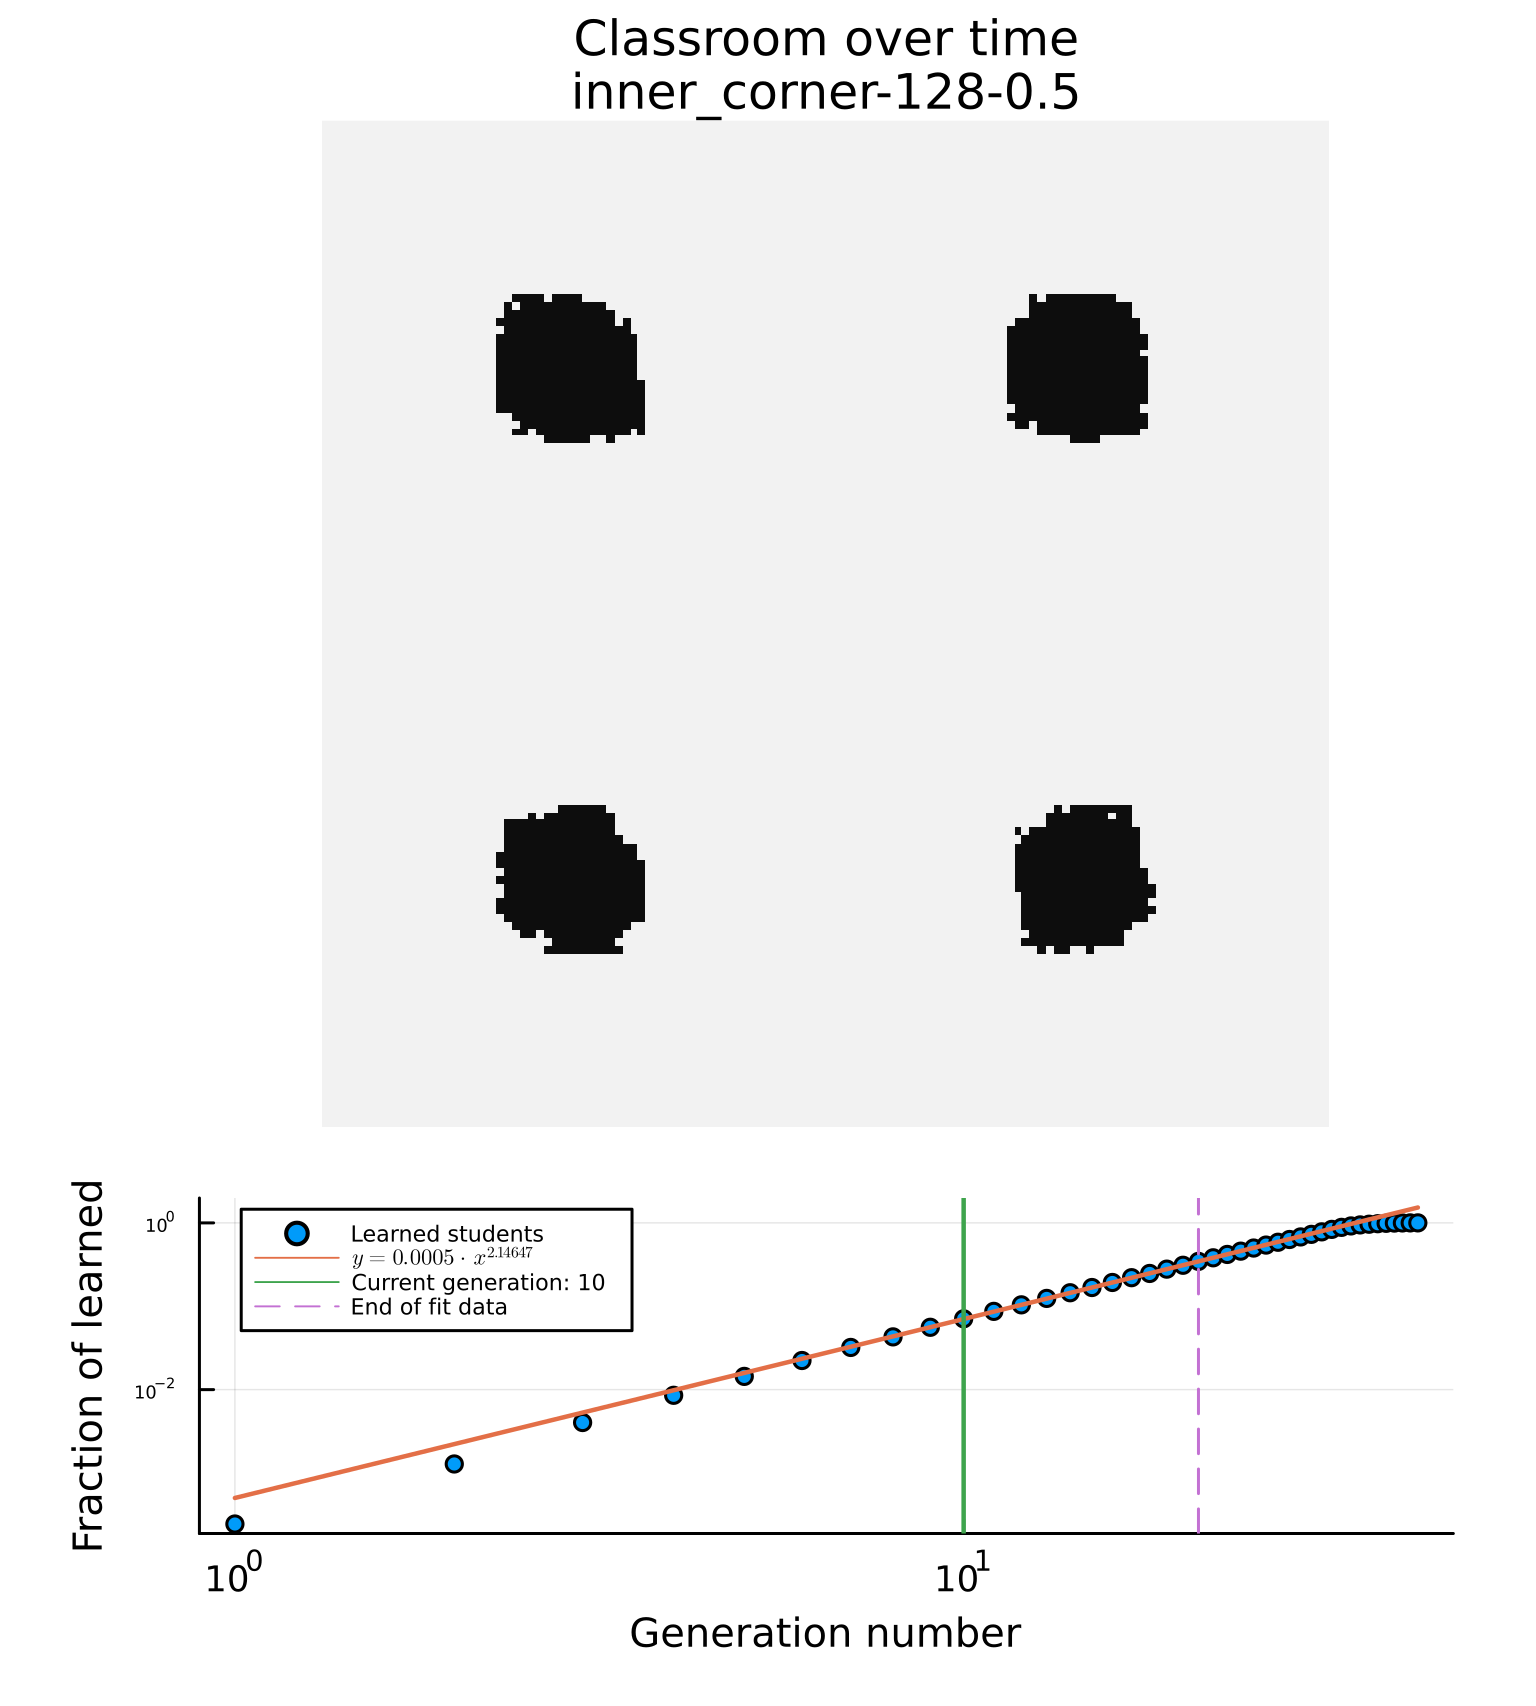 Classroom over time
inner_corner-128-0.5
Fraction of learned
10^0
10^−2
Learned students
y = 0.0005 · x^2.14647
Current generation: 10
End of fit data
10^0
10^1
Generation number